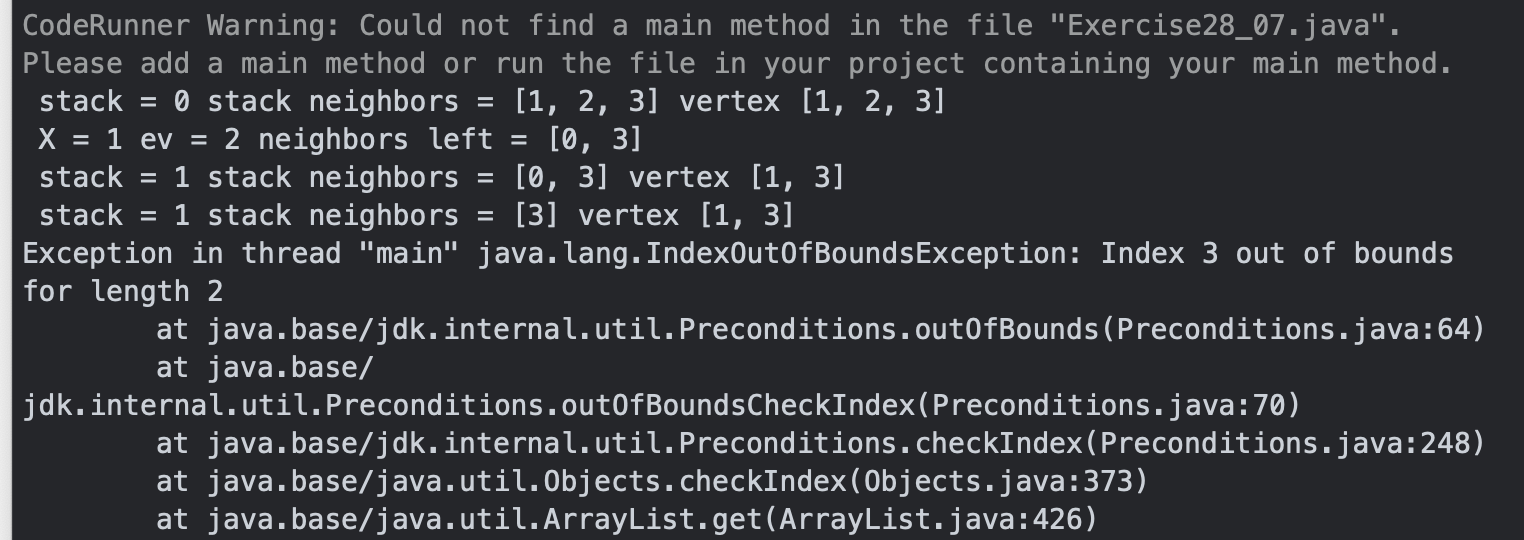 CodeRunner Warning: Could not find a main method in the file "Exercise28_07.java".
Please add a main method or run the file in your project containing your main method.
 stack = 0 stack neighbors = [1, 2, 3] vertex [1, 2, 3]
 X = 1 ev = 2 neighbors left = [0, 3]
 stack = 1 stack neighbors = [0, 3] vertex [1, 3]
 stack = 1 stack neighbors = [3] vertex [1, 3]
Exception in thread "main" java.lang.IndexOutOfBoundsException: Index 3 out of bounds
for length 2
        at java.base/jdk.internal.util.Preconditions.outOfBounds(Preconditions.java:64)
        at java.base/
jdk.internal.util.Preconditions.outOfBoundsCheckIndex(Preconditions.java:70)
        at java.base/jdk.internal.util.Preconditions.checkIndex(Preconditions.java:248)
        at java.base/java.util.Objects.checkIndex(Objects.java:373)
        at java.base/java.util.ArrayList.get(ArrayList.java:426)